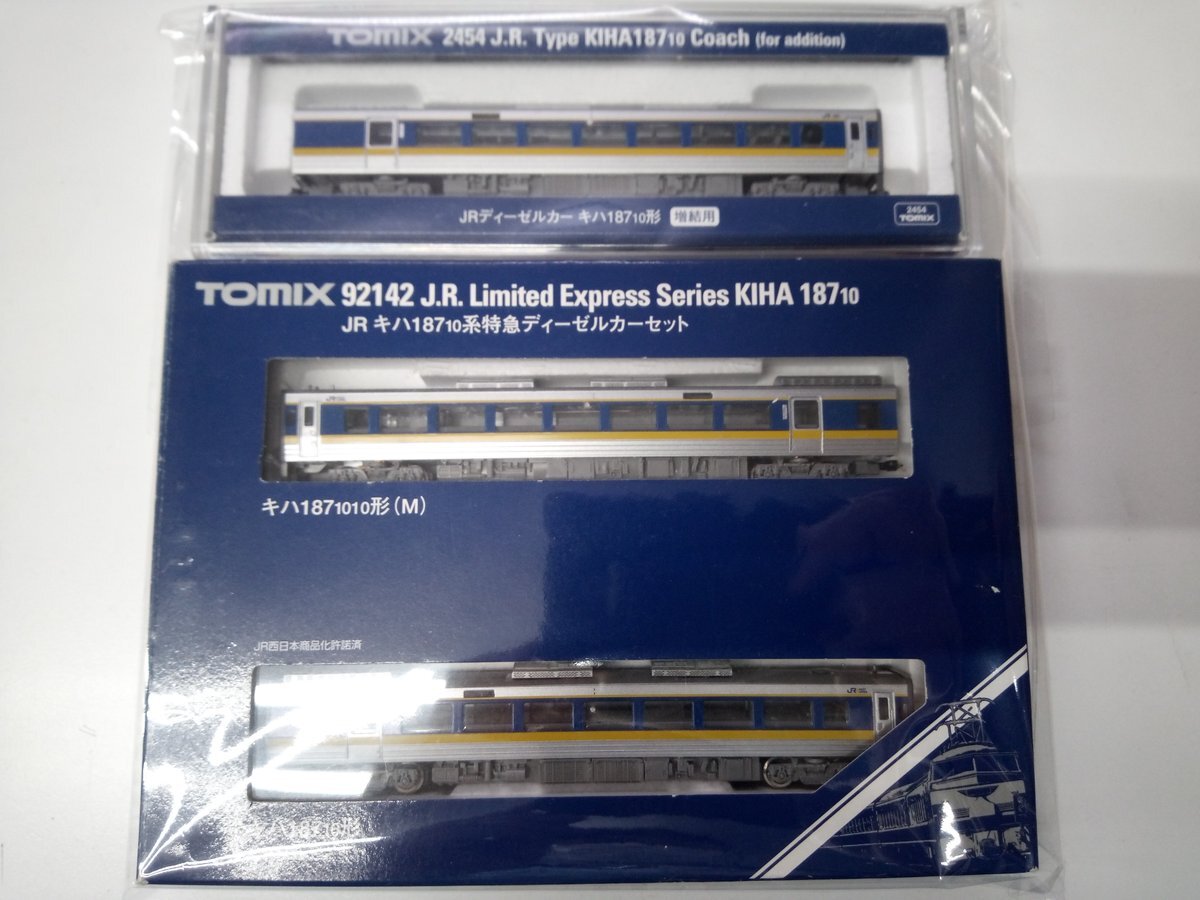 TOMIX 2454 J.R. Type KIHA18710 Coach (for addition)
JRディーゼルカー キハ18710形 増結用
2454
TOMIX
TOMIX 92142 J.R. Limited Express Series KIHA 18710
JR キハ18710系特急ディーゼルカーセット
キハ1871010形(M)
JR西日本商品化許諾済
JR